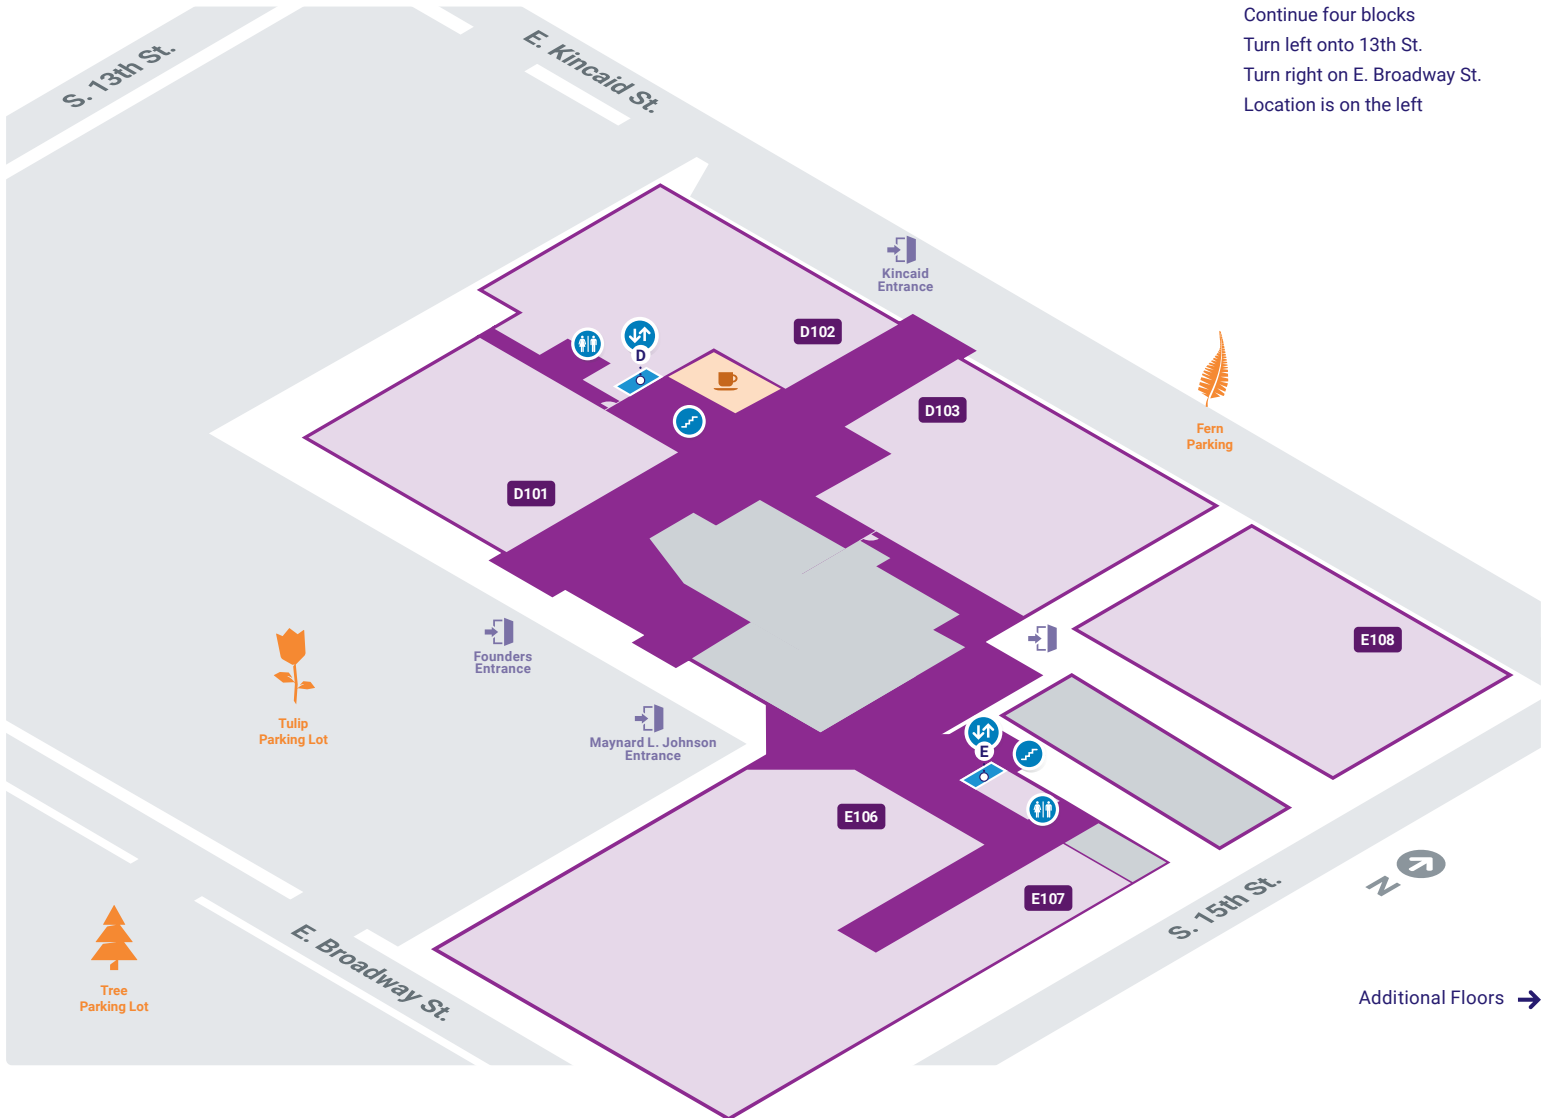 Continue four blocks
Turn left onto 13th St.
Turn right on E. Broadway St.
Location is on the left
S. 13th St.
E. Kincaid St.
Kincaid
Entrance
D102
D
D103
Fern
Parking
D101
E108
Founders
Entrance
Tulip
Parking Lot
Maynard L. Johnson
Entrance
E
E106
E107
N
S. 15th St.
E. Broadway St.
Tree
Parking Lot
Additional Floors